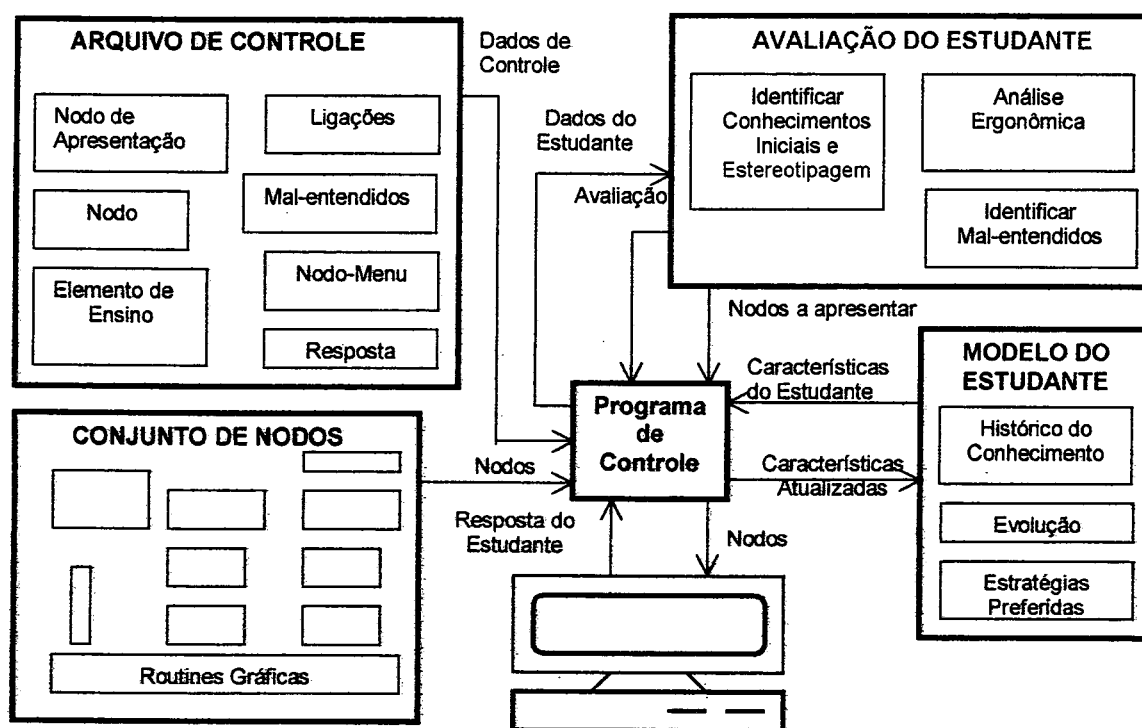 ARQUIVO DE CONTROLE
Nodo de
Apresentação
Ligações
Nodo
Mal-entendidos
Elemento de
Ensino
Nodo-Menu
Resposta
Dados de
Controle
Dados do
Estudante
Avaliação
AVALIAÇÃO DO ESTUDANTE
Identificar
Conhecimentos
Iniciais e
Estereotipagem
Análise
Ergonômica
Identificar
Mal-entendidos
Nodos a apresentar
Características
do Estudante
MODELO DO
ESTUDANTE
Histórico do
Conhecimento
Evolução
Estratégias
Preferidas
Programa
de
Controle
Características
Atualizadas
CONJUNTO DE NODOS
Routines Gráficas
Nodos
Resposta do
Estudante
Nodos